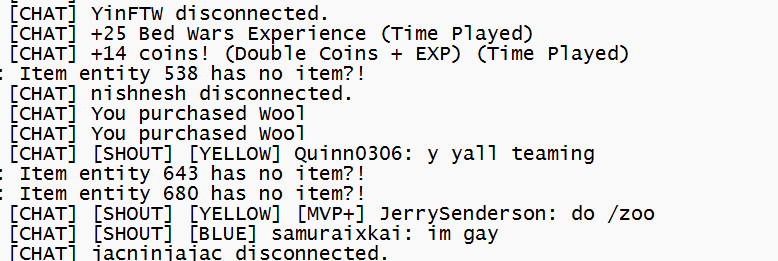 [CHAT] YinFTW disconnected.
[CHAT] +25 Bed Wars Experience (Time Played)
[CHAT] +14 coins! (Double Coins + EXP) (Time Played)
: Item entity 538 has no item?!
[CHAT] nishnesh disconnected.
[CHAT] You purchased Wool
[CHAT] You purchased Wool
[CHAT] [SHOUT] [YELLOW] Quinn0306: y yall teaming
: Item entity 643 has no item?!
: Item entity 680 has no item?!
[CHAT] [SHOUT] [YELLOW] [MVP+] JerrySenderson: do /zoo
[CHAT] [SHOUT] [BLUE] samuraixkai: im gay
[CHAT] jacninjajac disconnected.